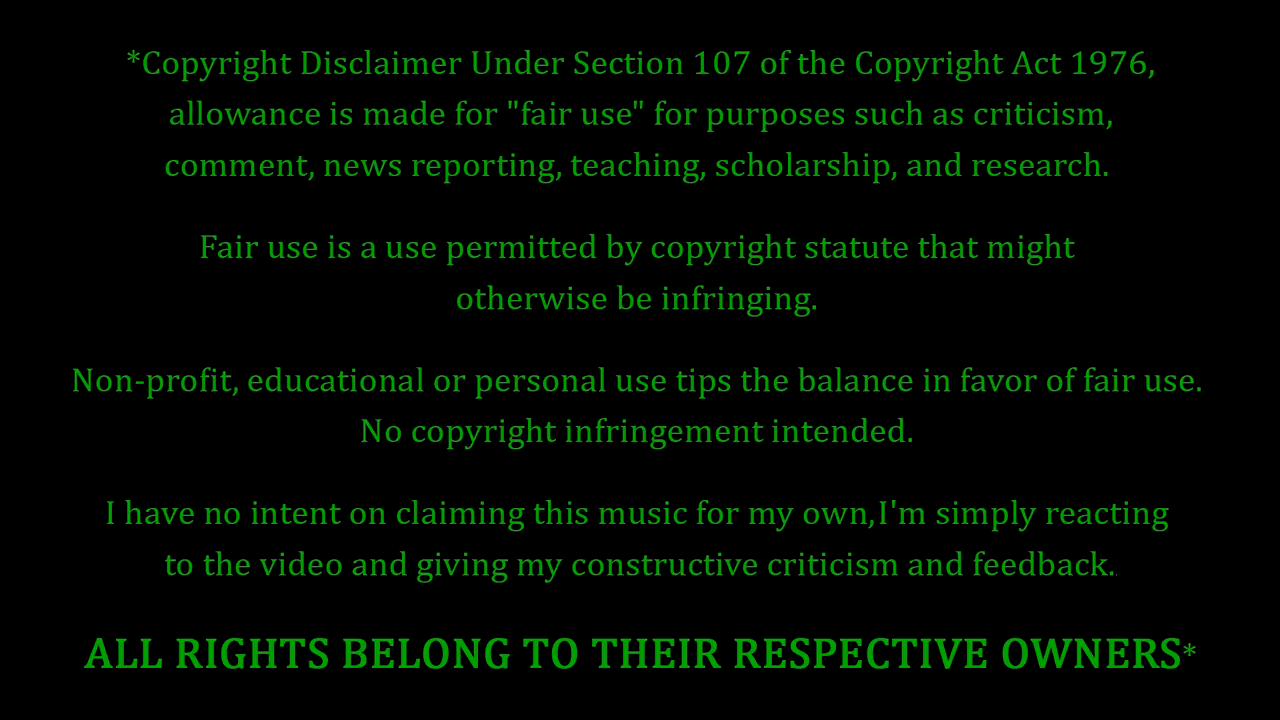 *Copyright Disclaimer Under Section 107 of the Copyright Act 1976,
allowance is made for "fair use" for purposes such as criticism,
comment, news reporting, teaching, scholarship, and research.
Fair use is a use permitted by copyright statute that might
otherwise be infringing.
Non-profit, educational or personal use tips the balance in favor of fair use.
No copyright infringement intended.
I have no intent on claiming this music for my own,I'm simply reacting
to the video and giving my constructive criticism and feedback.
ALL RIGHTS BELONG TO THEIR RESPECTIVE OWNERS*